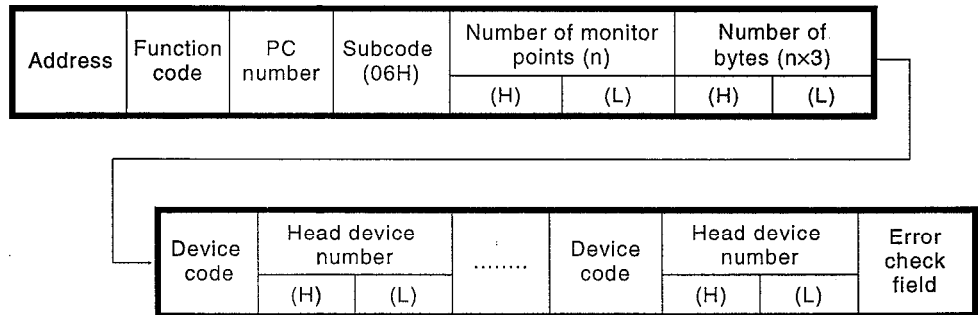 Address
Function
code
PC
number
Subcode
(06H)
Number of monitor
points (n)
(H)
(L)
Number of
bytes (n×3)
(H)
(L)
Device
code
Head device
number
(H)
(L)
........
Device
code
Head device
number
(H)
(L)
Error
check
field